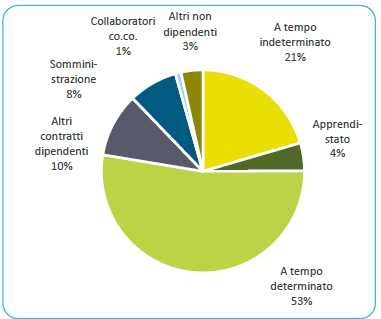 Collaboratori
co.co.
1%
Altri non
dipendenti
3%
A tempo
indeterminato
21%
Apprendi-
stato
4%
A tempo
determinato
53%
Altri
contratti
dipendenti
10%
Sommini-
strazione
8%